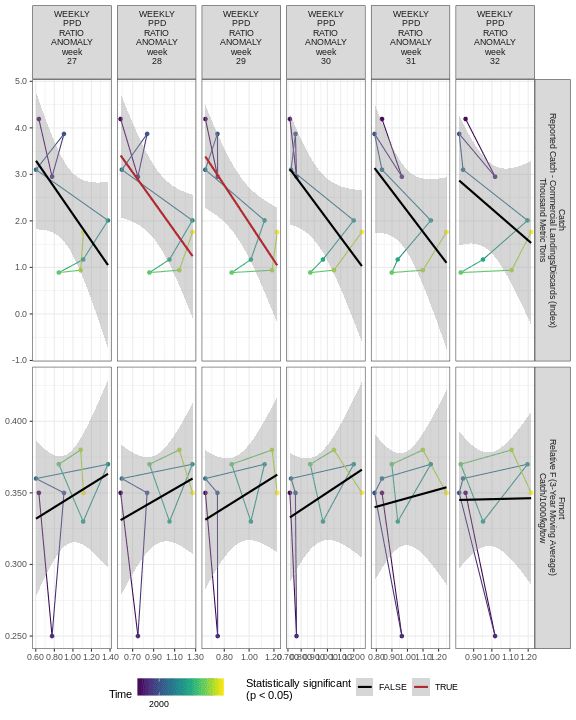 WEEKLY
PPD
RATIO
ANOMALY
week
27
WEEKLY
PPD
RATIO
ANOMALY
week
28
WEEKLY
PPD
RATIO
ANOMALY
week
29
WEEKLY
PPD
RATIO
ANOMALY
week
30
WEEKLY
PPD
RATIO
ANOMALY
week
31
WEEKLY
PPD
RATIO
ANOMALY
week
32
5.0
4.0
3.0
2.0
1.0
0.0
-1.0
Catch
Reported Catch - Commercial Landings/Discards (Index)
Thousand Metric Tons
0.400
0.350
0.300
0.250
Fmort
Relative F (3-Year Moving Average)
Catch/1000/kg/tow
0.60 0.80 1.00 1.20 1.40
0.70 0.90 1.10 1.30
0.80 1.00 1.20
0.80 0.90 1.00 1.10 1.20
0.90 1.00 1.10 1.20
Time
2000
Statistically significant
(p < 0.05)
FALSE
TRUE